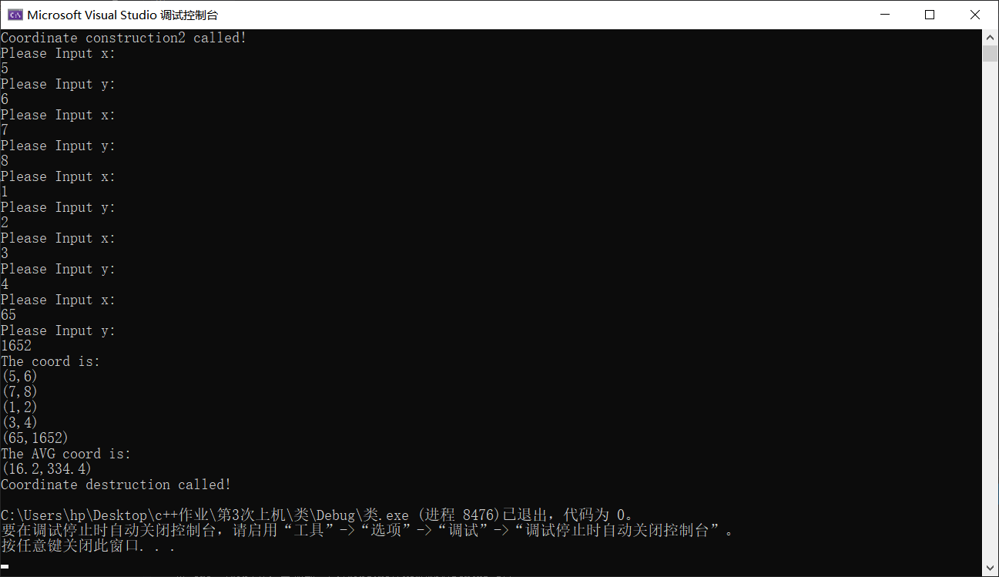 Microsoft Visual Studio 调试控制台
Coordinate construction2 called!
Please Input x:
5
Please Input y:
6
Please Input x:
7
Please Input y:
8
Please Input x:
1
Please Input y:
2
Please Input x:
3
Please Input y:
4
Please Input x:
65
Please Input y:
1652
The coord is:
(5,6)
(7,8)
(1,2)
(3,4)
(65,1652)
The AVG coord is:
(16.2,334.4)
Coordinate destruction called!
C:\Users\hp\Desktop\c++作业\第3次上机\类\Debug\类.exe (进程 8476)已退出，代码为 0。
要在调试停止时自动关闭控制台，请启用“工具”->“选项”->“调试”->“调试停止时自动关闭控制台”。
按任意键关闭此窗口. . .